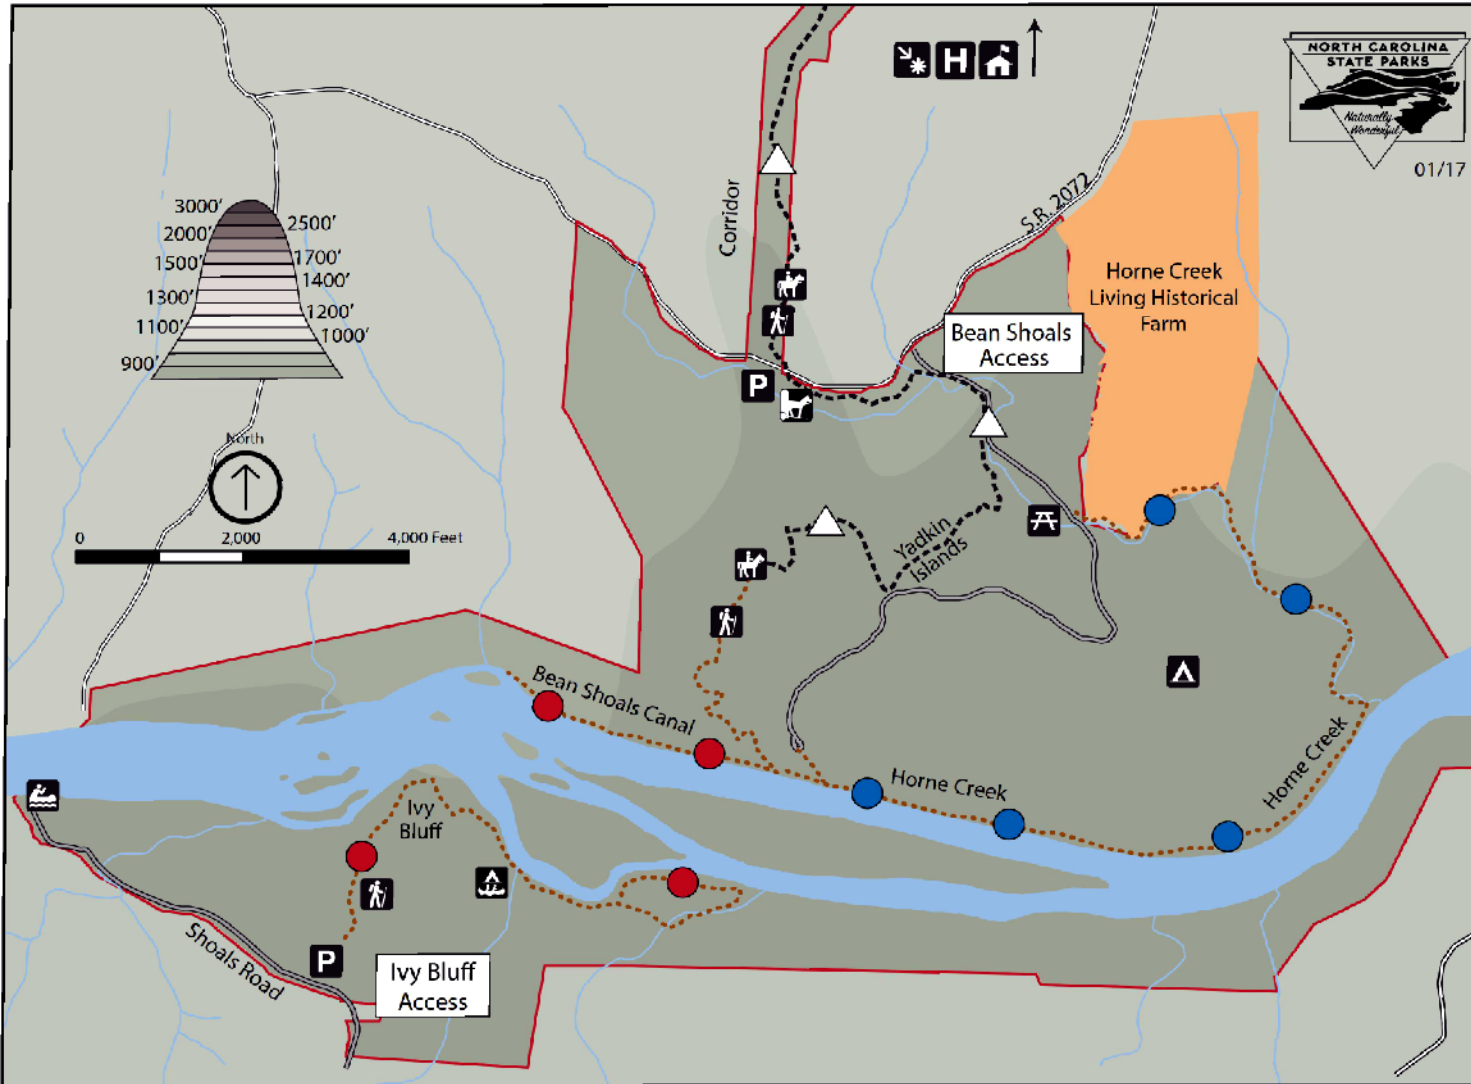 H
NORTH CAROLINA
STATE PARKS
Naturally
Wonderful
01/17
3000'
2500'
2000'
1700'
1500'
1400'
1300'
1200'
1100'
1000'
900'
Corridor
S.R. 2072
Horne Creek
Living Historical
Farm
Bean Shoals
Access
P
North
0
2,000
4,000 Feet
Yadkin
Islands
Bean Shoals Canal
Horne Creek
Horne Creek
Ivy
Bluff
Shoals Road
P
Ivy Bluff
Access